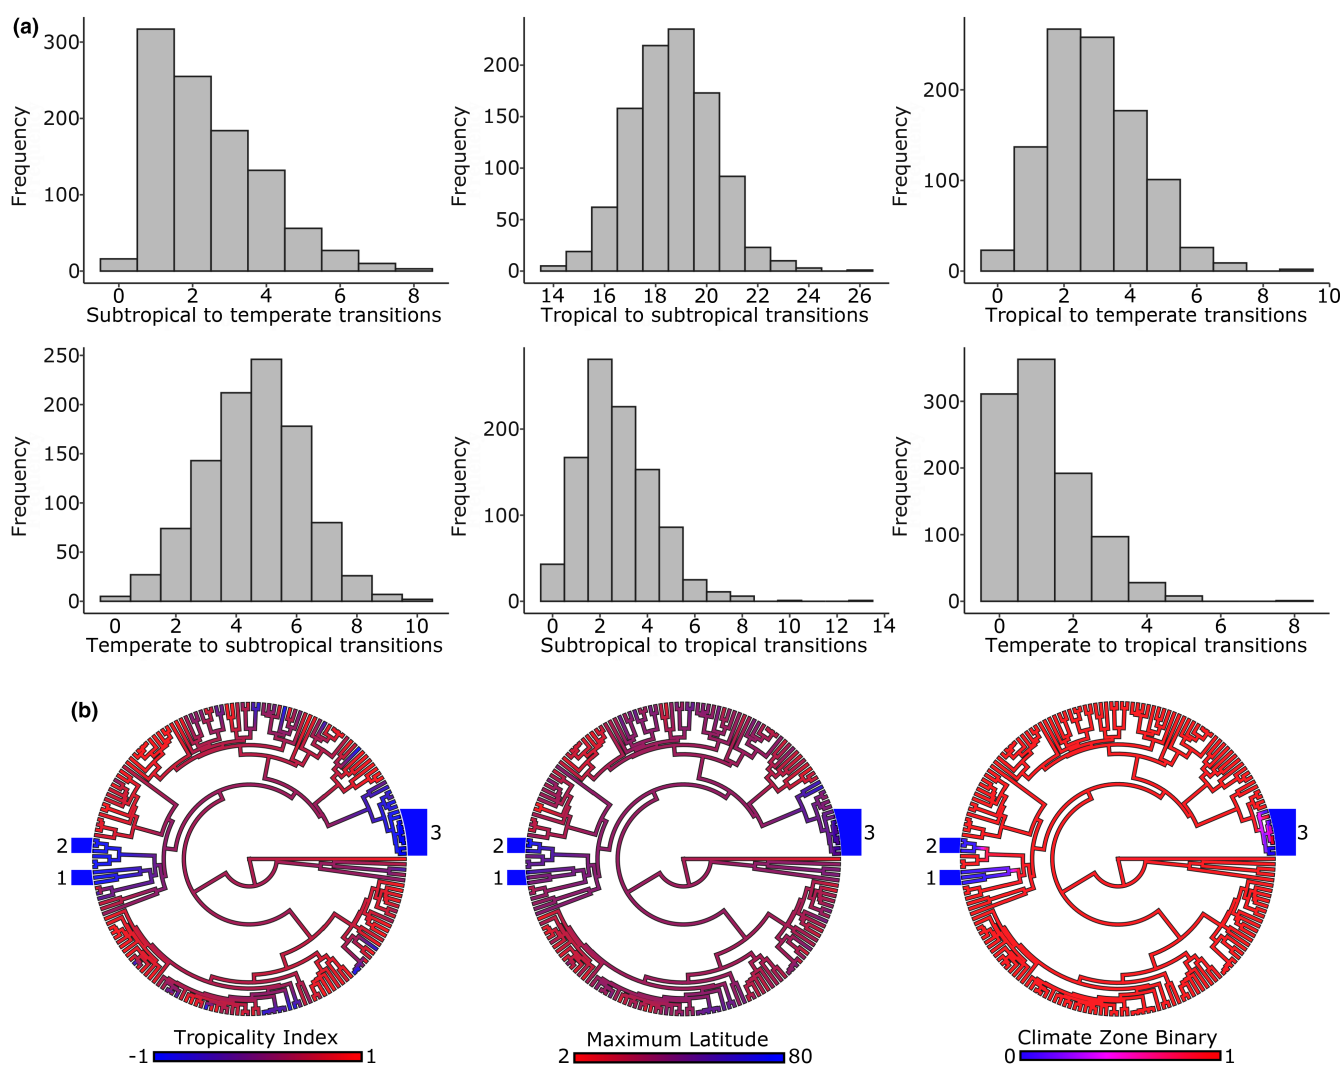 (a)
300
200
100
0
Frequency
0 2 4 6 8
Subtropical to temperate transitions
200
150
100
50
0
Frequency
14 16 18 20 22 24 26
Tropical to subtropical transitions
200
100
0
Frequency
0 2 4 6 8 10
Tropical to temperate transitions
250
200
150
100
50
0
Frequency
0 2 4 6 8 10
Temperate to subtropical transitions
200
100
0
Frequency
0 2 4 6 8 10 12 14
Subtropical to tropical transitions
300
200
100
0
Frequency
0 2 4 6 8
Temperate to tropical transitions
(b)
2
1
3
Tropicality Index
-1 1
2
1
3
Maximum Latitude
2 80
2
1
3
Climate Zone Binary
0 1